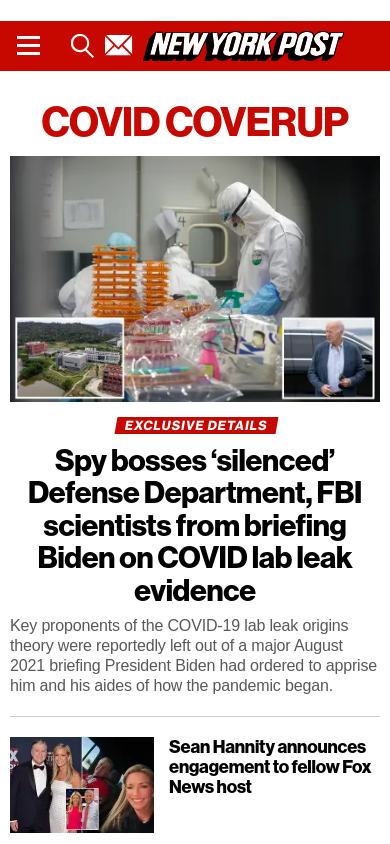 NEW YORK POST
COVID COVERUP
EXCLUSIVE DETAILS
Spy bosses ‘silenced’
Defense Department, FBI
scientists from briefing
Biden on COVID lab leak
evidence
Key proponents of the COVID-19 lab leak origins
theory were reportedly left out of a major August
2021 briefing President Biden had ordered to apprise
him and his aides of how the pandemic began.
Sean Hannity announces
engagement to fellow Fox
News host